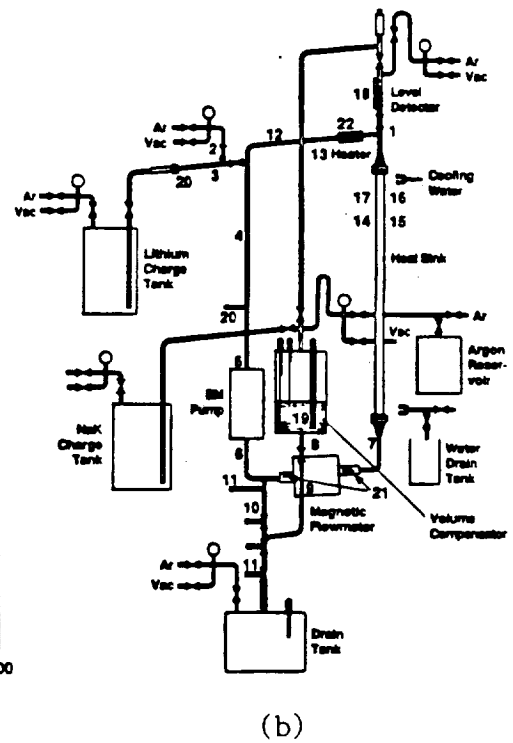 Ar
Vac
18
Level
Detector
Ar
Vac
2
12
22
13 Heater
1
3
20
Ar
Vac
Cooling
Water
17 16
14 15
4
Lithium
Charge
Tank
Heat Sink
20
Ar
Vac
Argon
Reser-
voir
5
EM
Pump
19
NaK
Charge
Tank
6
8
7
Water
Drain
Tank
11
9
21
10
Magnetic
Flowmeter
Volume
Compensator
Ar
Vac
11
Drain
Tank
00
(b)